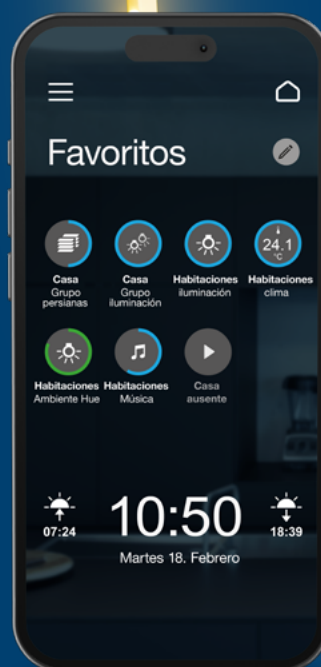 Favoritos
24.1
°C
Casa
Grupo
persianas
Casa
Grupo
iluminación
Habitaciones
iluminación
Habitaciones
clima
Habitaciones
Ambiente Hue
Habitaciones
Música
Casa
ausente
07:24
10:50
18:39
Martes 18. Febrero